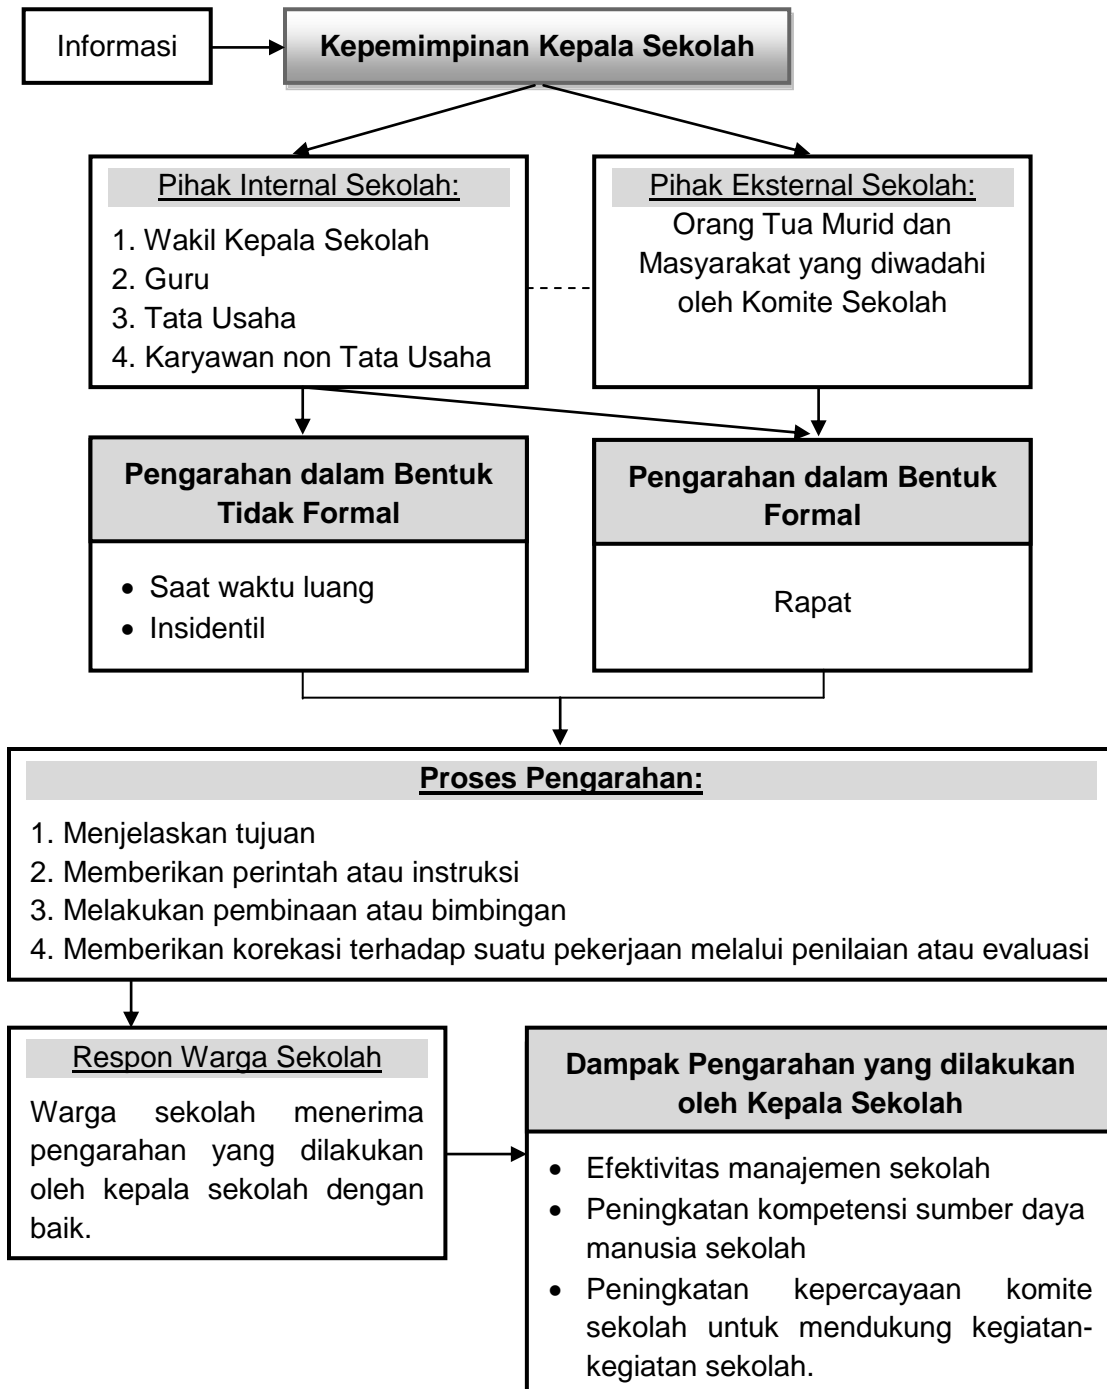 Informasi
Kepemimpinan Kepala Sekolah
Pihak Internal Sekolah:
1. Wakil Kepala Sekolah
2. Guru
3. Tata Usaha
4. Karyawan non Tata Usaha
Pihak Eksternal Sekolah:
Orang Tua Murid dan
Masyarakat yang diwadahi
oleh Komite Sekolah
Pengarahan dalam Bentuk
Tidak Formal
• Saat waktu luang
• Insidentil
Pengarahan dalam Bentuk
Formal
Rapat
Proses Pengarahan:
1. Menjelaskan tujuan
2. Memberikan perintah atau instruksi
3. Melakukan pembinaan atau bimbingan
4. Memberikan korekasi terhadap suatu pekerjaan melalui penilaian atau evaluasi
Respon Warga Sekolah
Warga sekolah menerima
pengarahan yang dilakukan
oleh kepala sekolah dengan
baik.
Dampak Pengarahan yang dilakukan
oleh Kepala Sekolah
• Efektivitas manajemen sekolah
• Peningkatan kompetensi sumber daya
manusia sekolah
• Peningkatan kepercayaan komite
sekolah untuk mendukung kegiatan-
kegiatan sekolah.